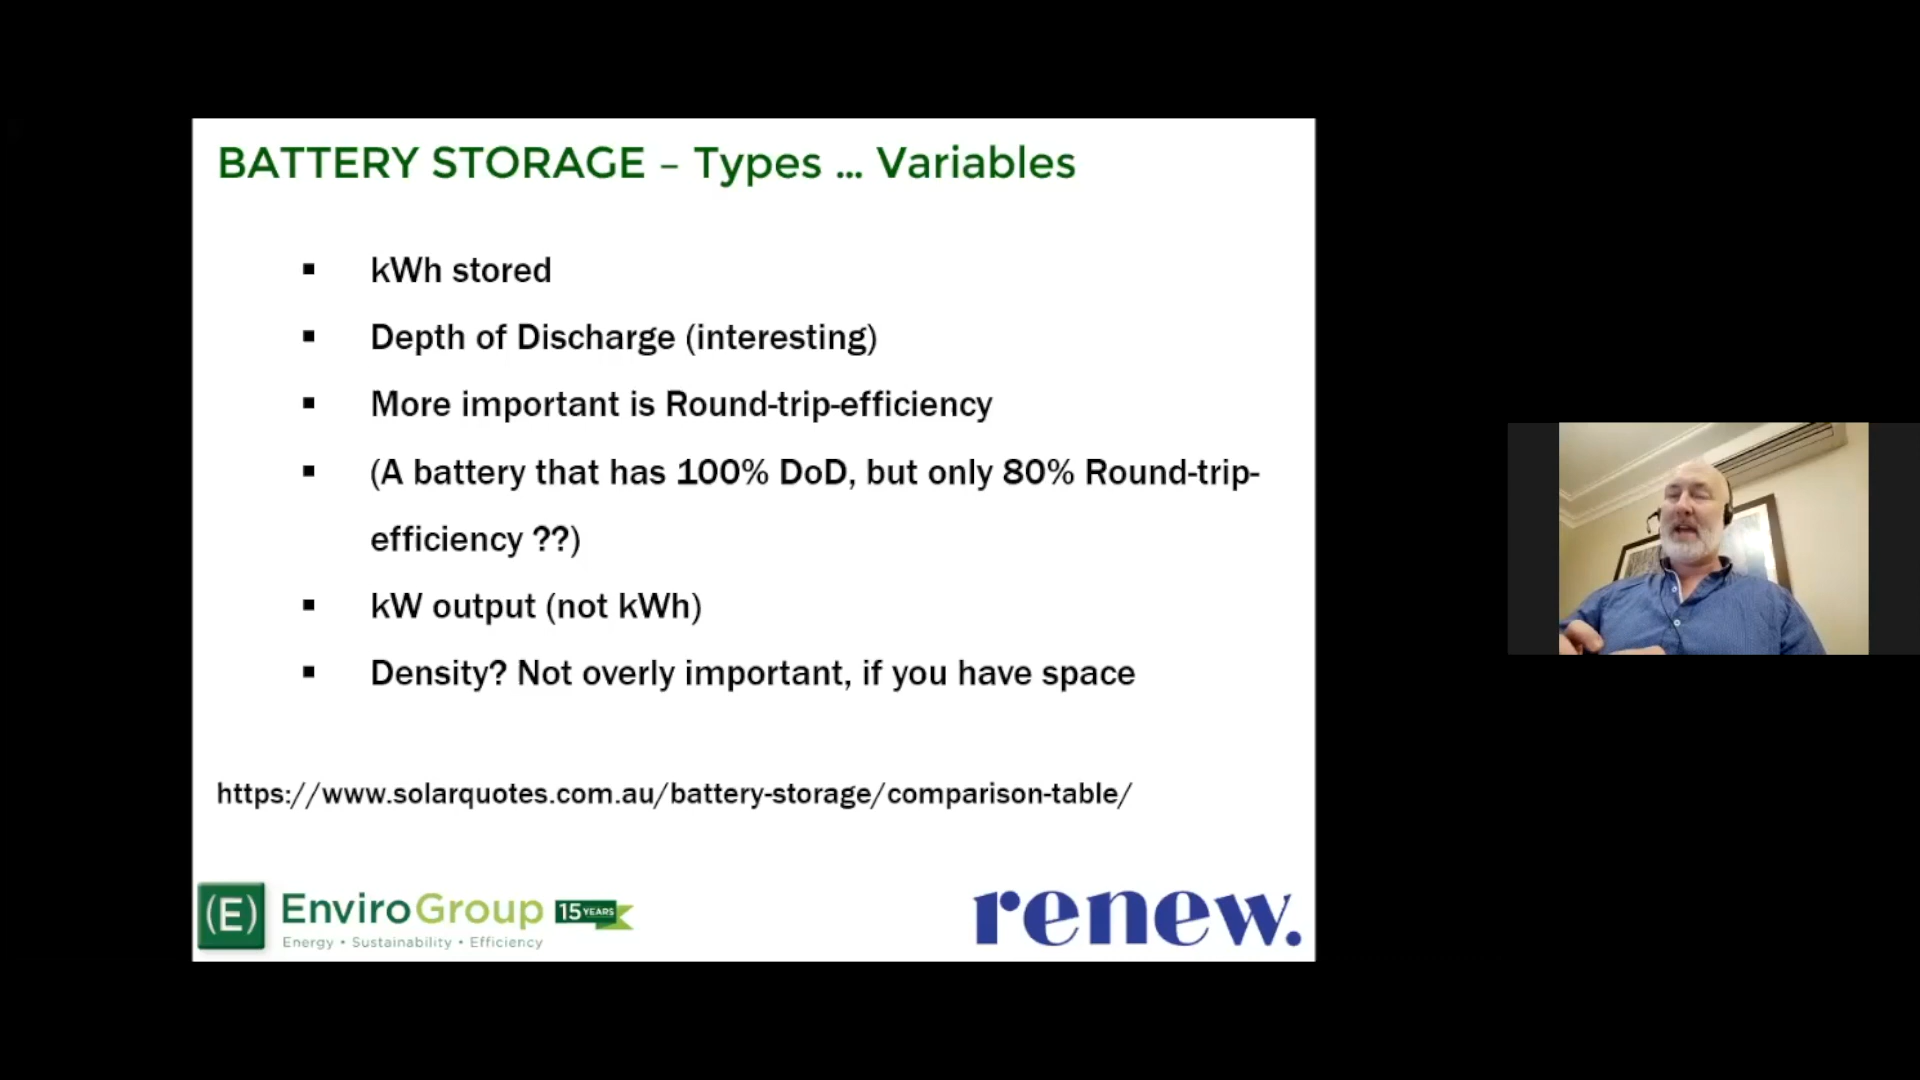 BATTERY STORAGE – Types ... Variables
▪ kWh stored
▪ Depth of Discharge (interesting)
▪ More important is Round-trip-efficiency
▪ (A battery that has 100% DoD, but only 80% Round-trip-
efficiency ??)
▪ kW output (not kWh)
▪ Density? Not overly important, if you have space
https://www.solarquotes.com.au/battery-storage/comparison-table/
(E) EnviroGroup 15 YEARS
Energy • Sustainability • Efficiency
renew.